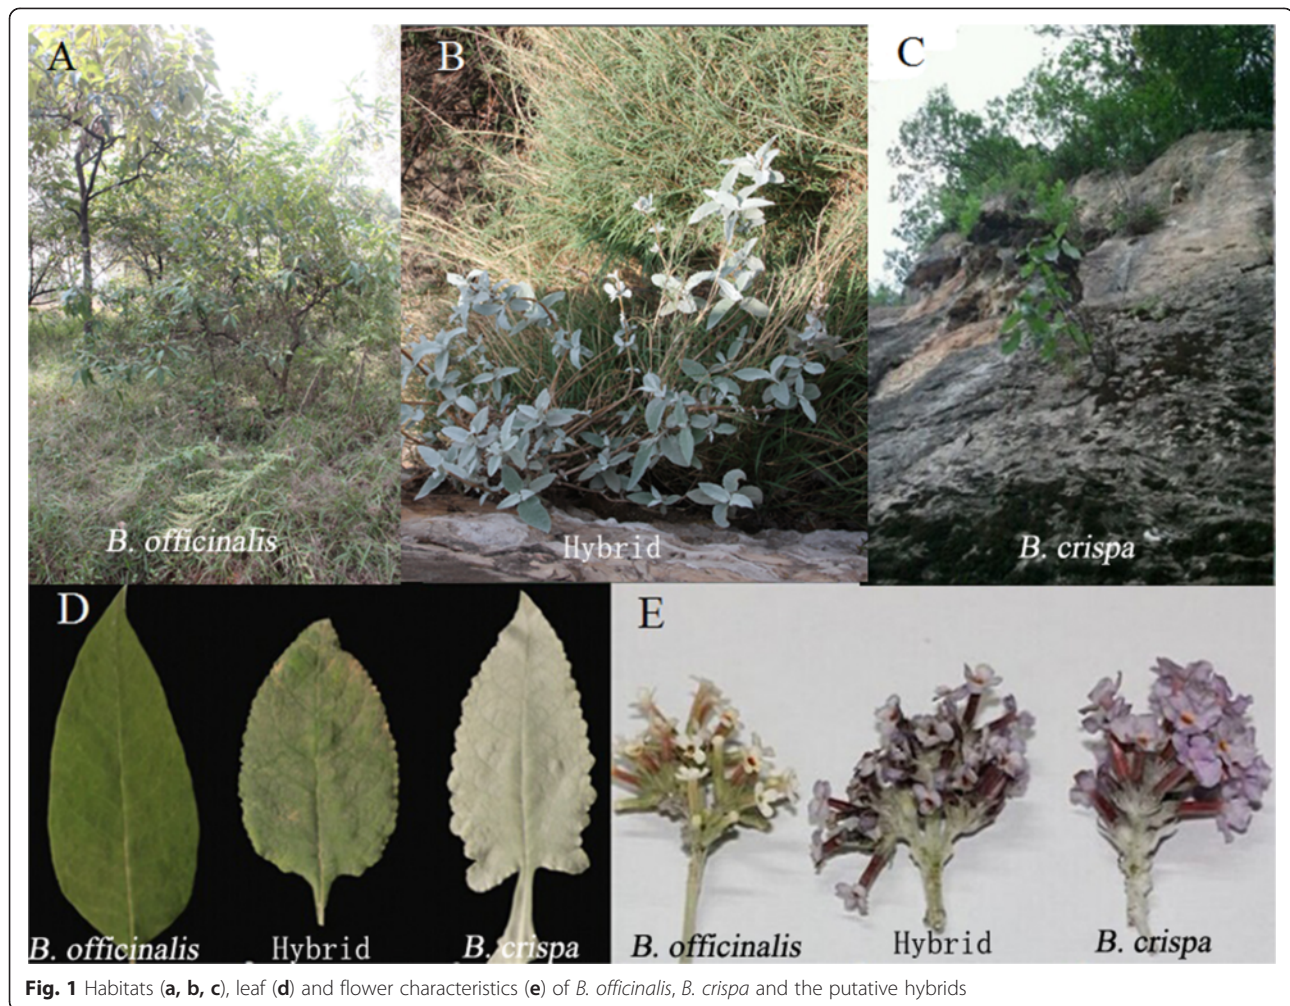 A
B
C
B. officinalis
Hybrid
B. crispa
D
E
B. officinalis
Hybrid
B. crispa
B. officinalis
Hybrid
B. crispa
Fig. 1 Habitats (a, b, c), leaf (d) and flower characteristics (e) of B. officinalis, B. crispa and the putative hybrids